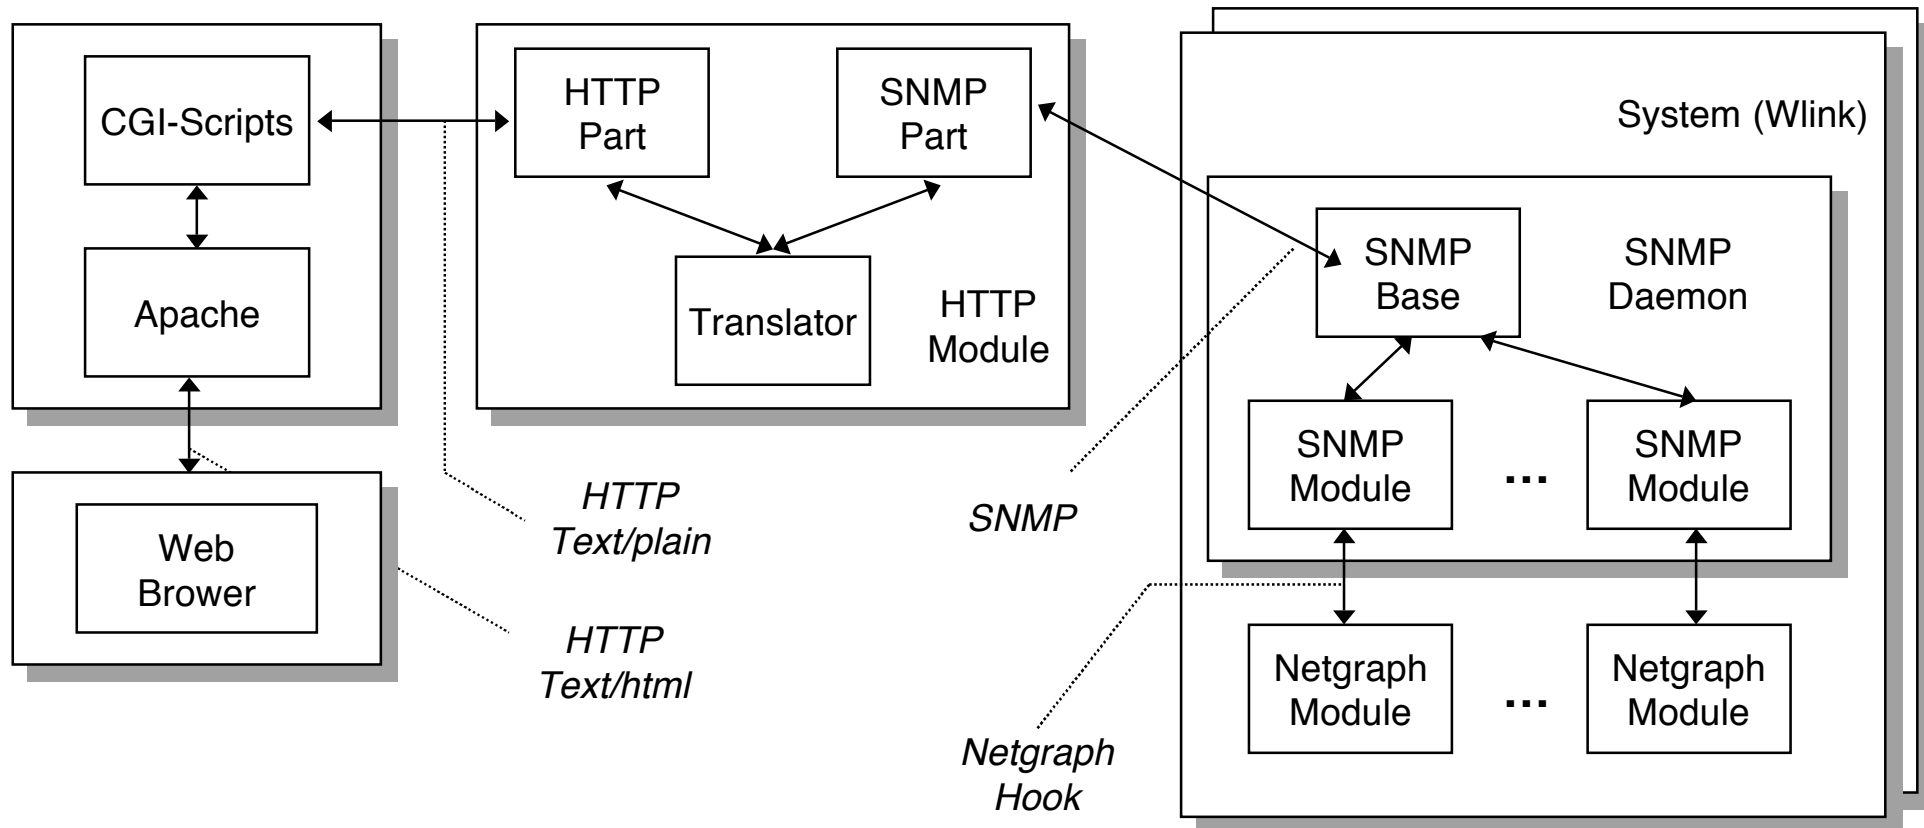 CGI-Scripts
Apache
Web
Brower
HTTP
Part
SNMP
Part
Translator
HTTP
Module
HTTP
Text/plain
HTTP
Text/html
SNMP
Netgraph
Hook
System (Wlink)
SNMP
Base
SNMP
Daemon
SNMP
Module
...
SNMP
Module
Netgraph
Module
...
Netgraph
Module